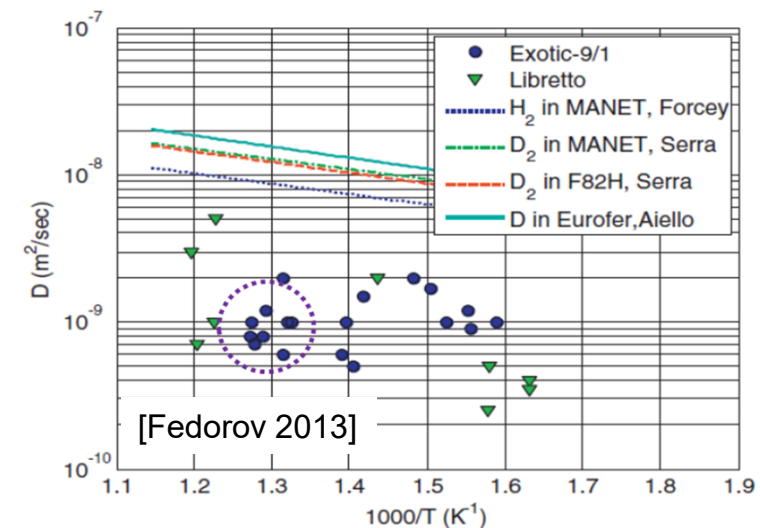 10-7
Exotic-9/1
Libretto
H2 in MANET, Forcey
D2 in MANET, Serra
D2 in F82H, Serra
D in Eurofer,Aiello
10-8
D (m2/sec)
10-9
[Fedorov 2013]
10-10
1.1 1.2 1.3 1.4 1.5 1.6 1.7 1.8 1.9
1000/T (K-1)